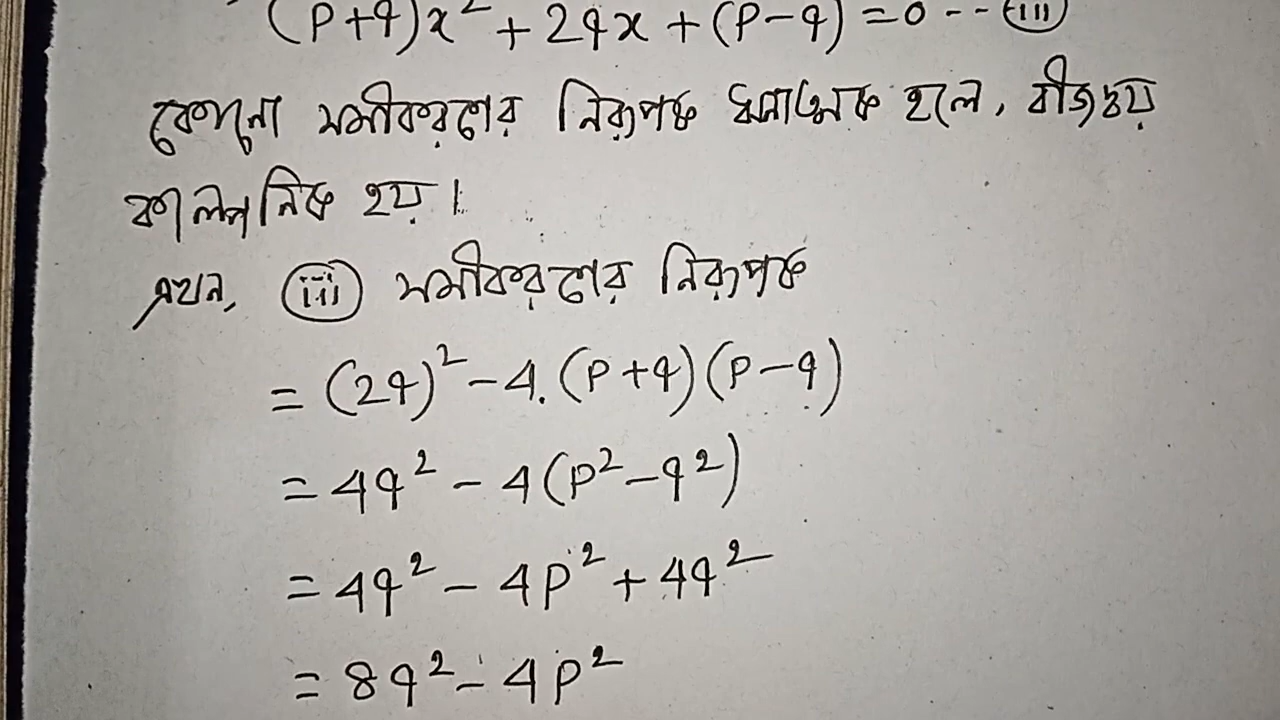 (p+q)x² + 2qx + (p-q) = 0 -- (iii)
কোনো সমীকরণের নিরূপক ধনাত্মক হলে, বীজদ্বয়
কাল্পনিক হয়।
এখন, (iii) সমীকরণের নিরূপক
= (2q)² - 4.(p+q)(p-q)
= 4q² - 4(p²-q²)
= 4q² - 4p² + 4q²
= 8q² - 4p²